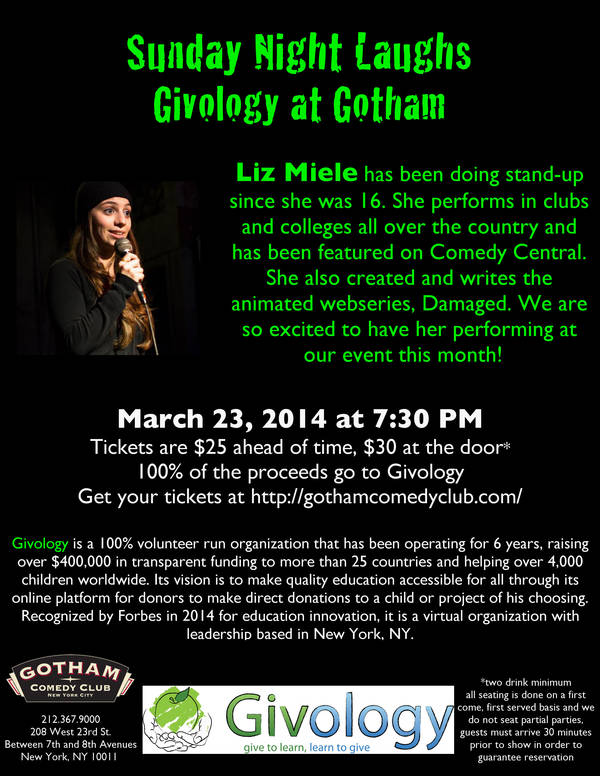 Sunday Night Laughs
Givology at Gotham
Liz Miele has been doing stand-up
since she was 16. She performs in clubs
and colleges all over the country and
has been featured on Comedy Central.
She also created and writes the
animated webseries, Damaged. We are
so excited to have her performing at
our event this month!
March 23, 2014 at 7:30 PM
Tickets are $25 ahead of time, $30 at the door*
100% of the proceeds go to Givology
Get your tickets at http://gothamcomedyclub.com/
Givology is a 100% volunteer run organization that has been operating for 6 years, raising
over $400,000 in transparent funding to more than 25 countries and helping over 4,000
children worldwide. Its vision is to make quality education accessible for all through its
online platform for donors to make direct donations to a child or project of his choosing.
Recognized by Forbes in 2014 for education innovation, it is a virtual organization with
leadership based in New York, NY.
GOTHAM
COMEDY CLUB
NEW YORK CITY
212.367.9000
208 West 23rd St.
Between 7th and 8th Avenues
New York, NY 10011
Givology
give to learn, learn to give
*two drink minimum
all seating is done on a first
come, first served basis and we
do not seat partial parties,
guests must arrive 30 minutes
prior to show in order to
guarantee reservation